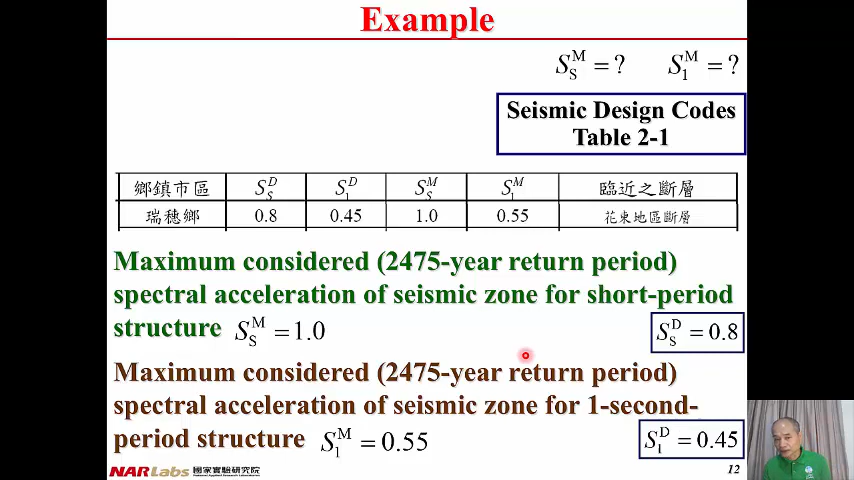 Example
S_S^M = ? S_1^M = ?
Seismic Design Codes
Table 2-1
鄉鎮市區 S_S^D S_1^D S_S^M S_1^M 臨近之斷層
瑞穗鄉 0.8 0.45 1.0 0.55 花東地區斷層
Maximum considered (2475-year return period)
spectral acceleration of seismic zone for short-period
structure S_S^M = 1.0
S_S^D = 0.8
Maximum considered (2475-year return period)
spectral acceleration of seismic zone for 1-second-
period structure S_1^M = 0.55
S_1^D = 0.45
NARLabs 國家實驗研究院
National Applied Research Laboratories
12